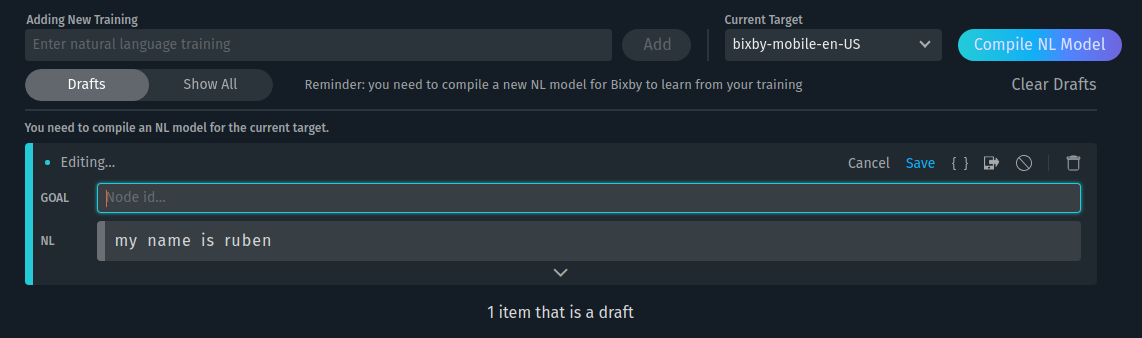 Adding New Training
Current Target
Enter natural language training
Add
bixby-mobile-en-US
Compile NL Model
Drafts
Show All
Reminder: you need to compile a new NL model for Bixby to learn from your training
Clear Drafts
You need to compile an NL model for the current target.
Editing...
Cancel
Save
{ }
GOAL
Node id...
NL
my name is ruben
1 item that is a draft